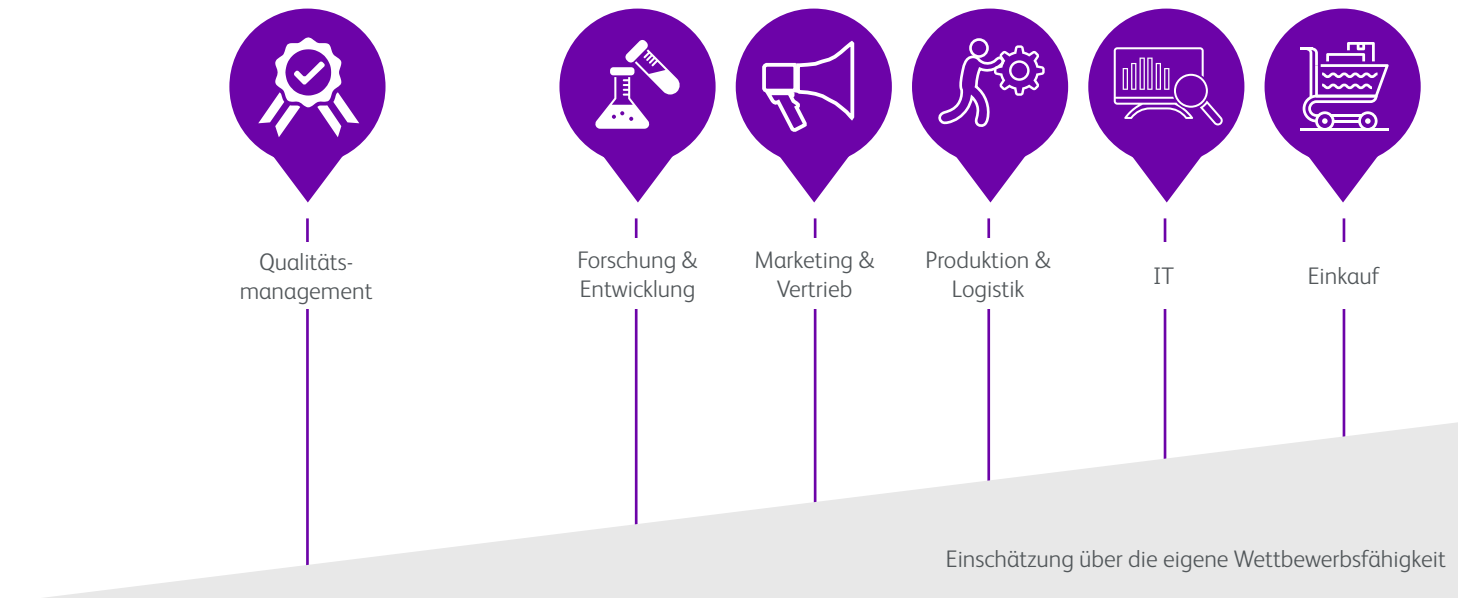 Qualitäts-
management
Forschung &
Entwicklung
Marketing &
Vertrieb
Produktion &
Logistik
IT
Einkauf
Einschätzung über die eigene Wettbewerbsfähigkeit